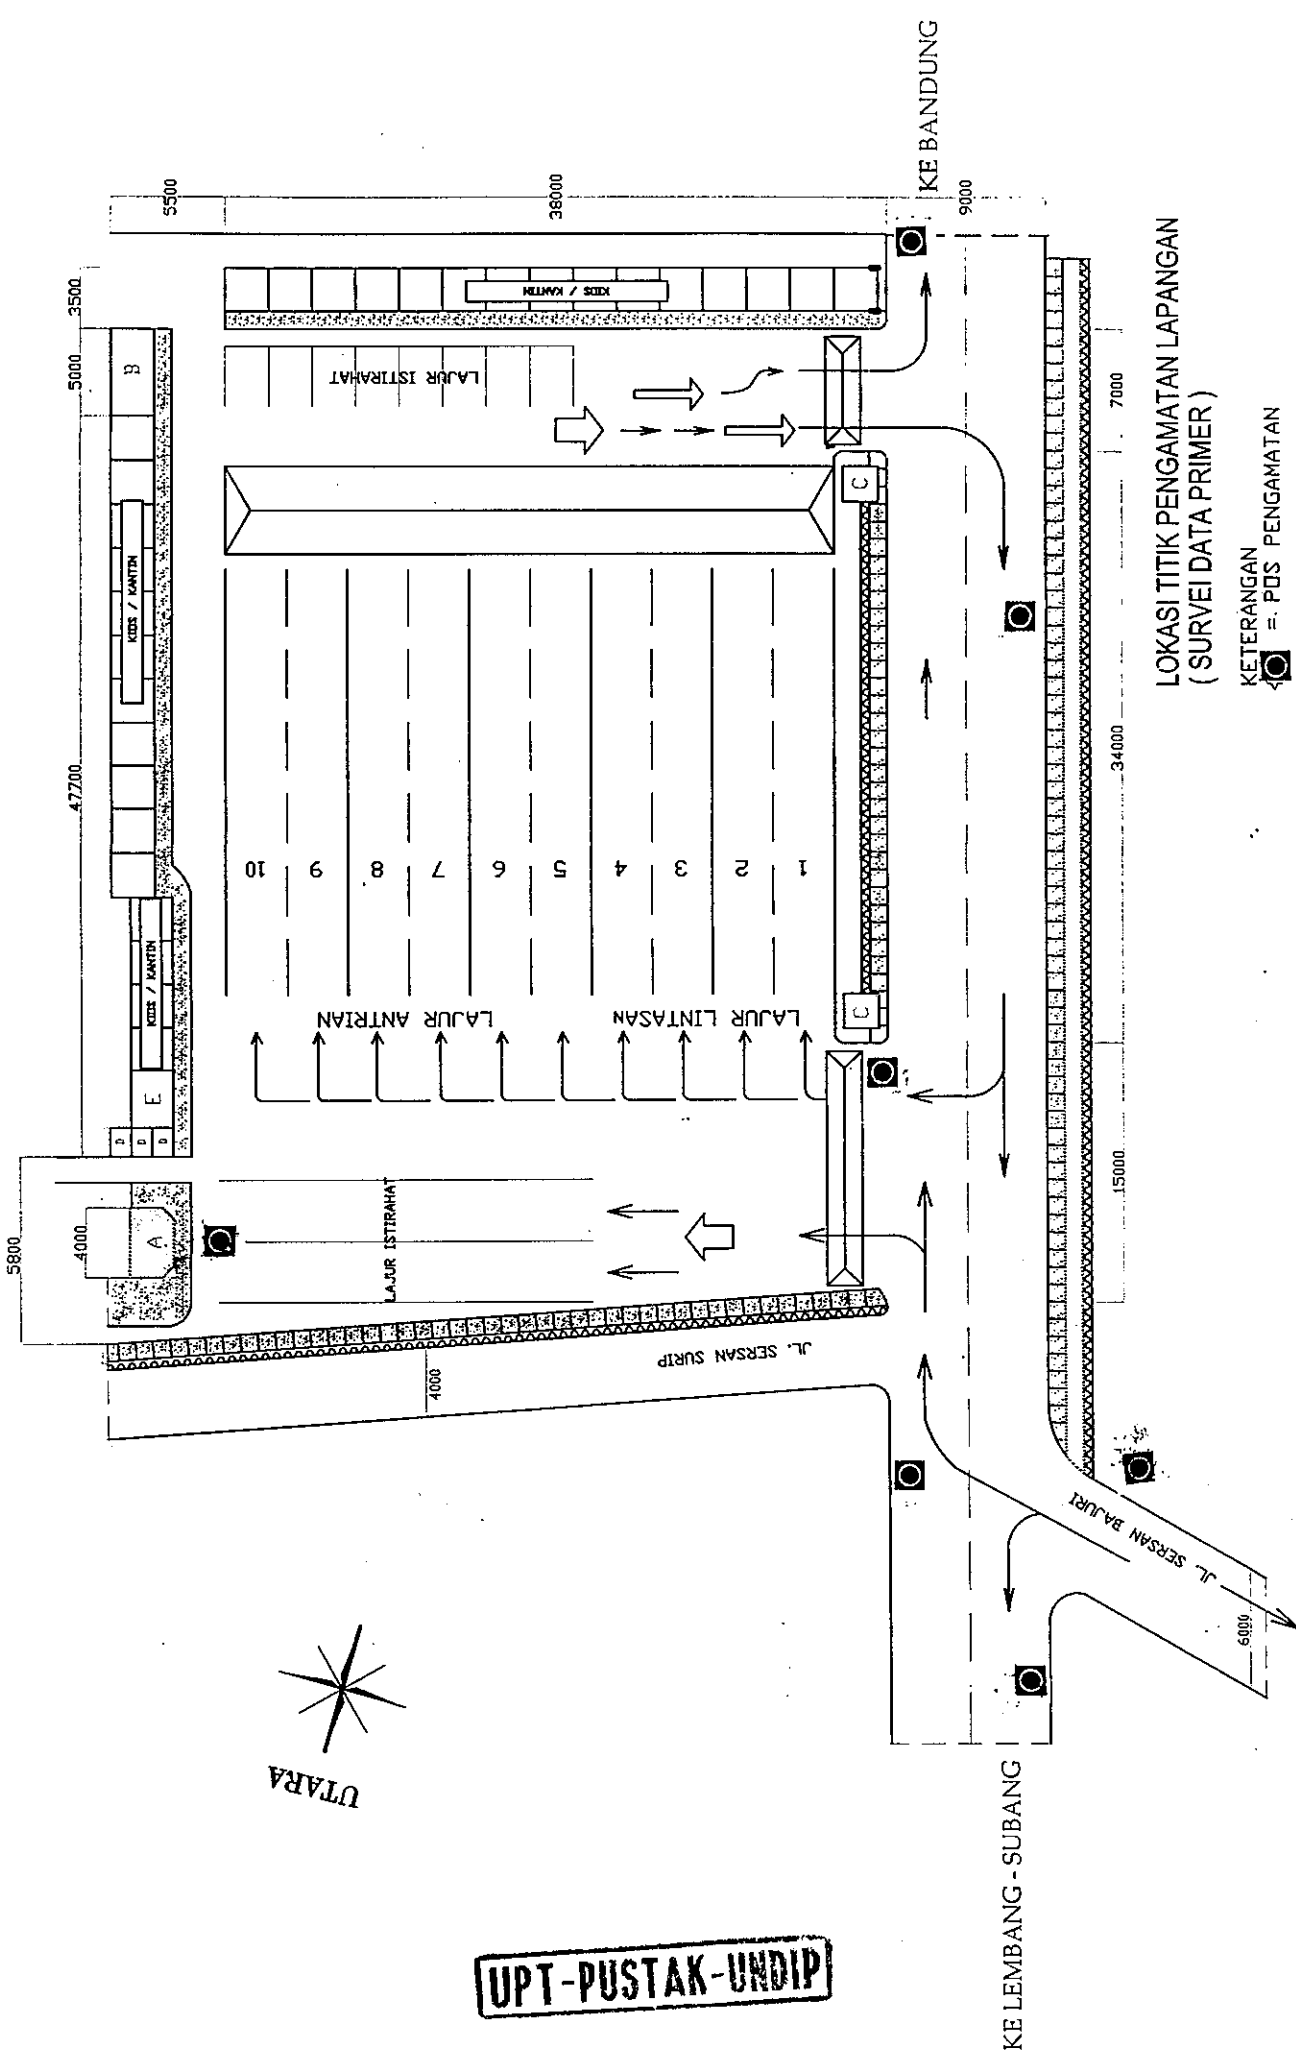 KE BANDUNG
5500
38000
9000
3500
5000
47700
5800
4000
B
KIDS / KANTIN
KIDS / KANTIN
KIDS / KANTIN
E
D
D
D
A
LAJUR ISTIRAHAT
LAJUR ISTIRAHAT
10
9
8
7
6
5
4
3
2
1
LAJUR ANTRIAN
LAJUR LINTASAN
C
C
7000
34000
15000
JL. SERSAN SURIP
4000
JL. SERSAN BAJURI
6000
UTARA
KE LEMBANG - SUBANG
LOKASI TITIK PENGAMATAN LAPANGAN
( SURVEI DATA PRIMER )
KETERANGAN
= POS PENGAMATAN
UPT-PUSTAK-UNDIP